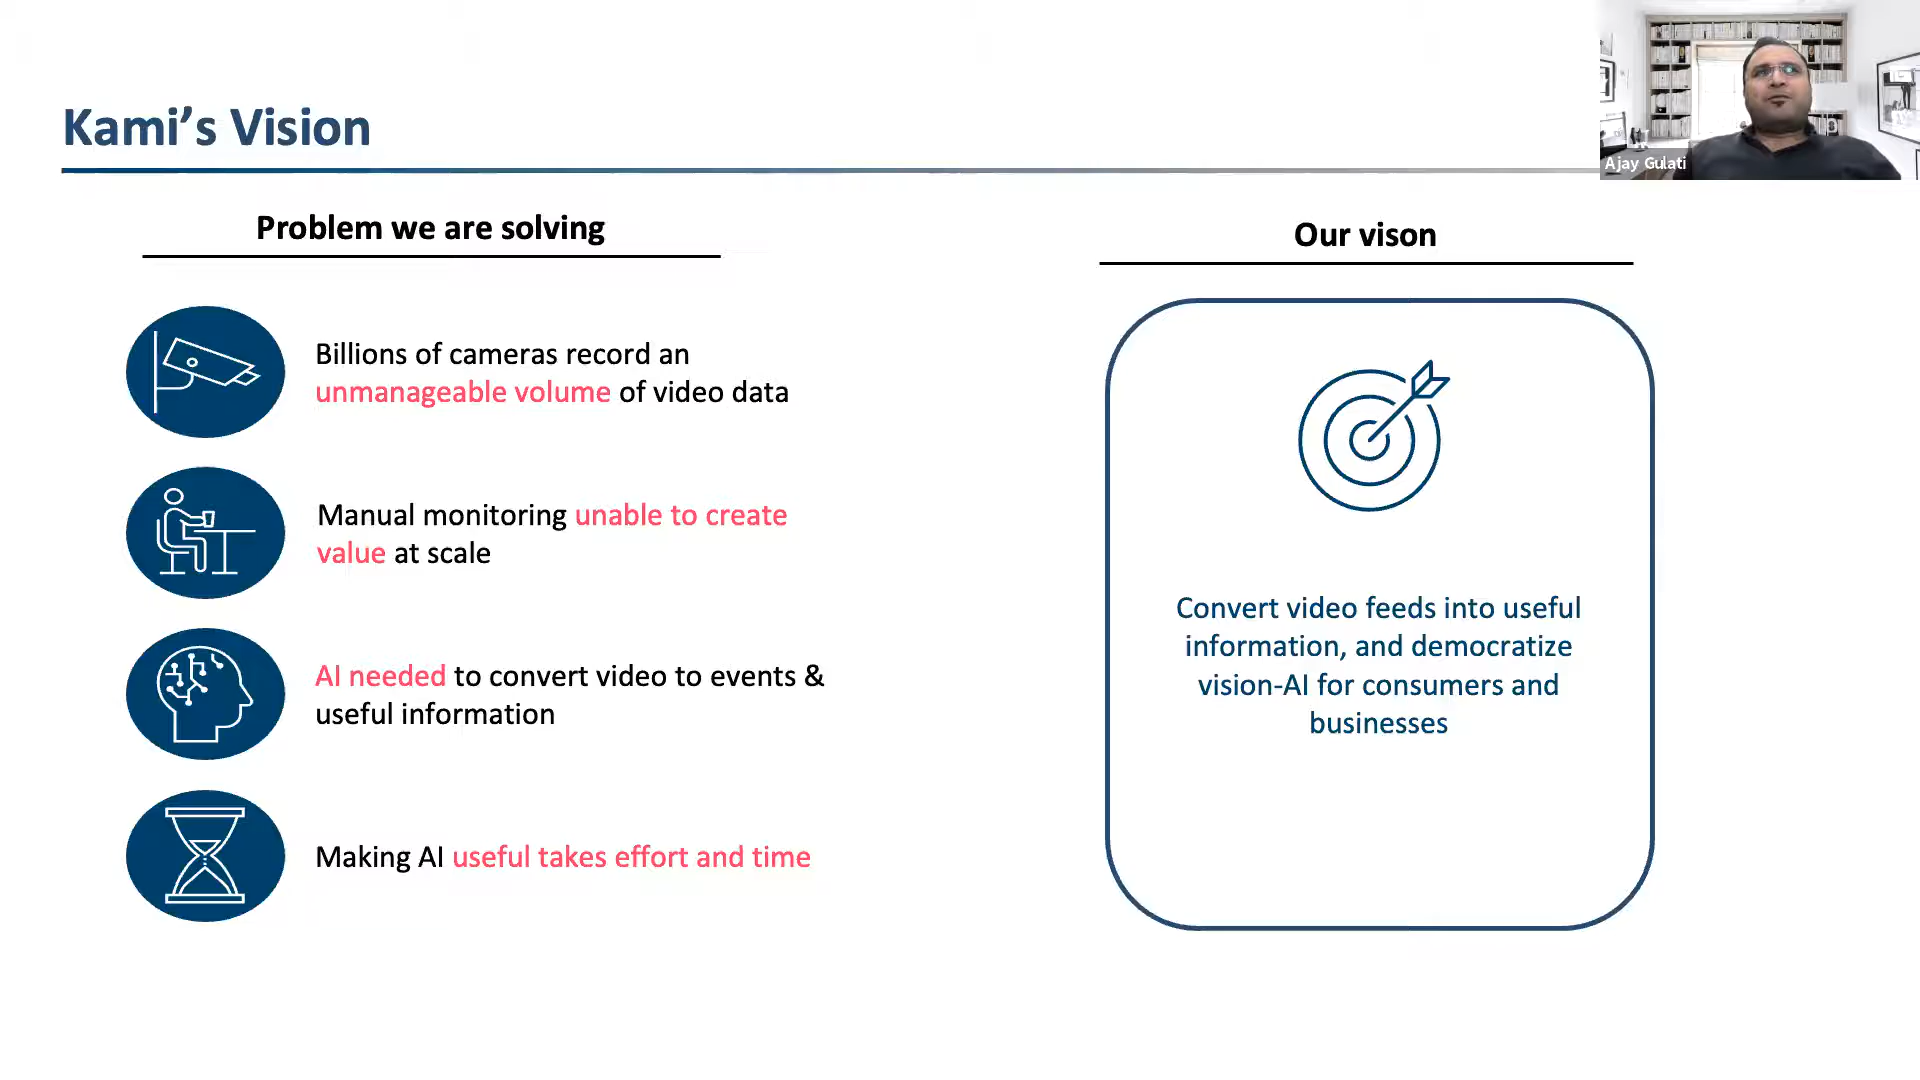 Kami’s Vision
Ajay Gulati
Problem we are solving
Billions of cameras record an
unmanageable volume of video data
Manual monitoring unable to create
value at scale
AI needed to convert video to events &
useful information
Making AI useful takes effort and time
Our vison
Convert video feeds into useful
information, and democratize
vision-AI for consumers and
businesses